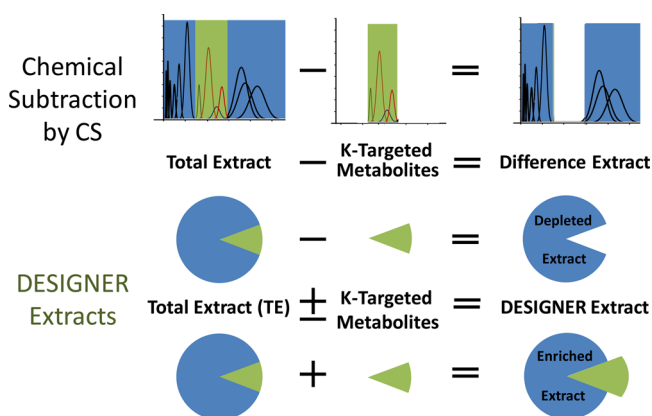 Chemical
Subtraction
by CS
− =
Total Extract − K-Targeted Metabolites = Difference Extract
− = Depleted
Extract
DESIGNER
Extracts
Total Extract (TE) ± K-Targeted Metabolites = DESIGNER Extract
+ = Enriched
Extract